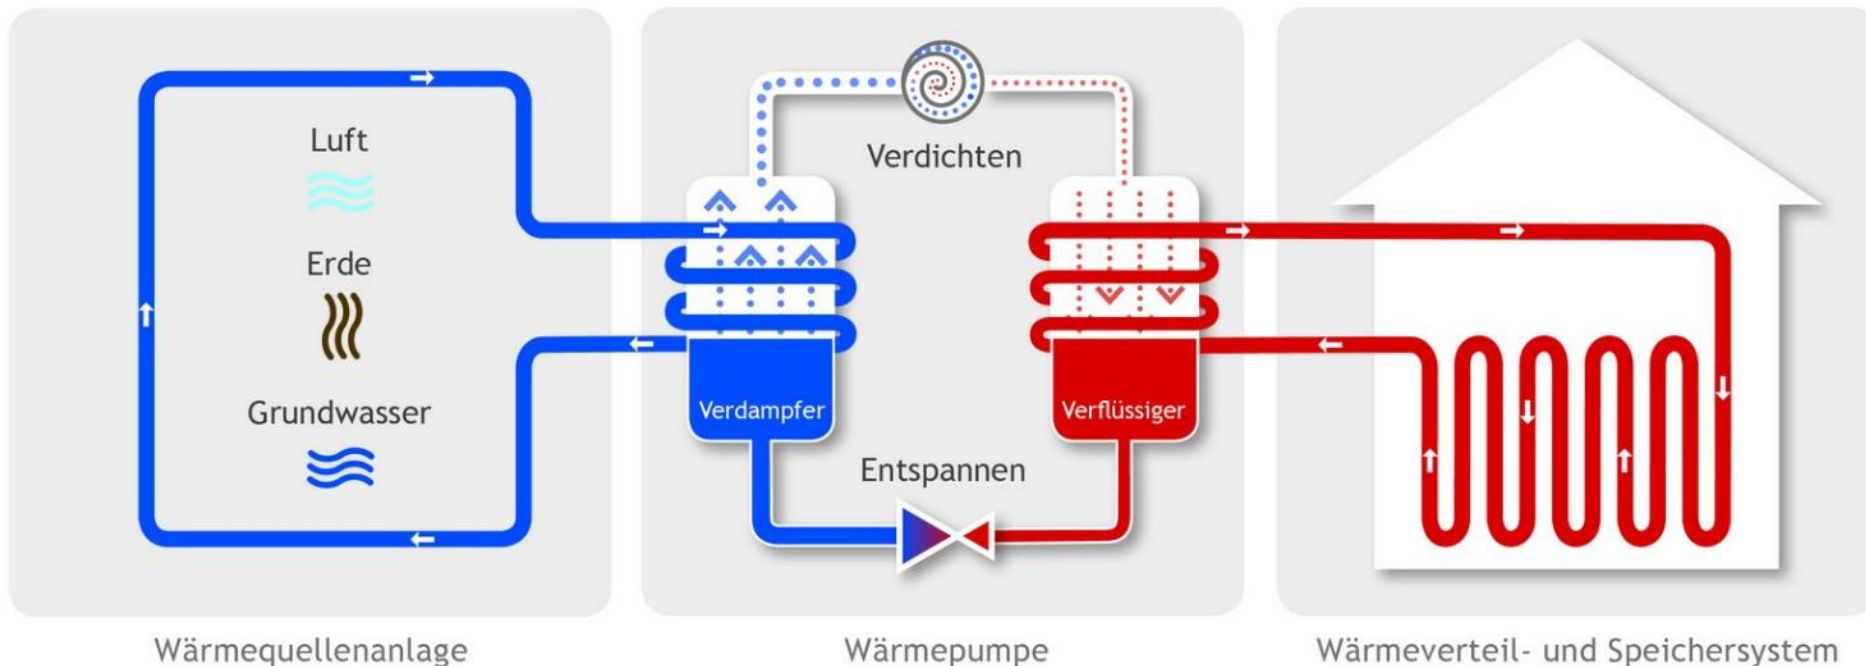 Luft
Erde
Grundwasser
Wärmequellenanlage
Verdichten
Verdampfer
Verflüssiger
Entspannen
Wärmepumpe
Wärmeverteil- und Speichersystem